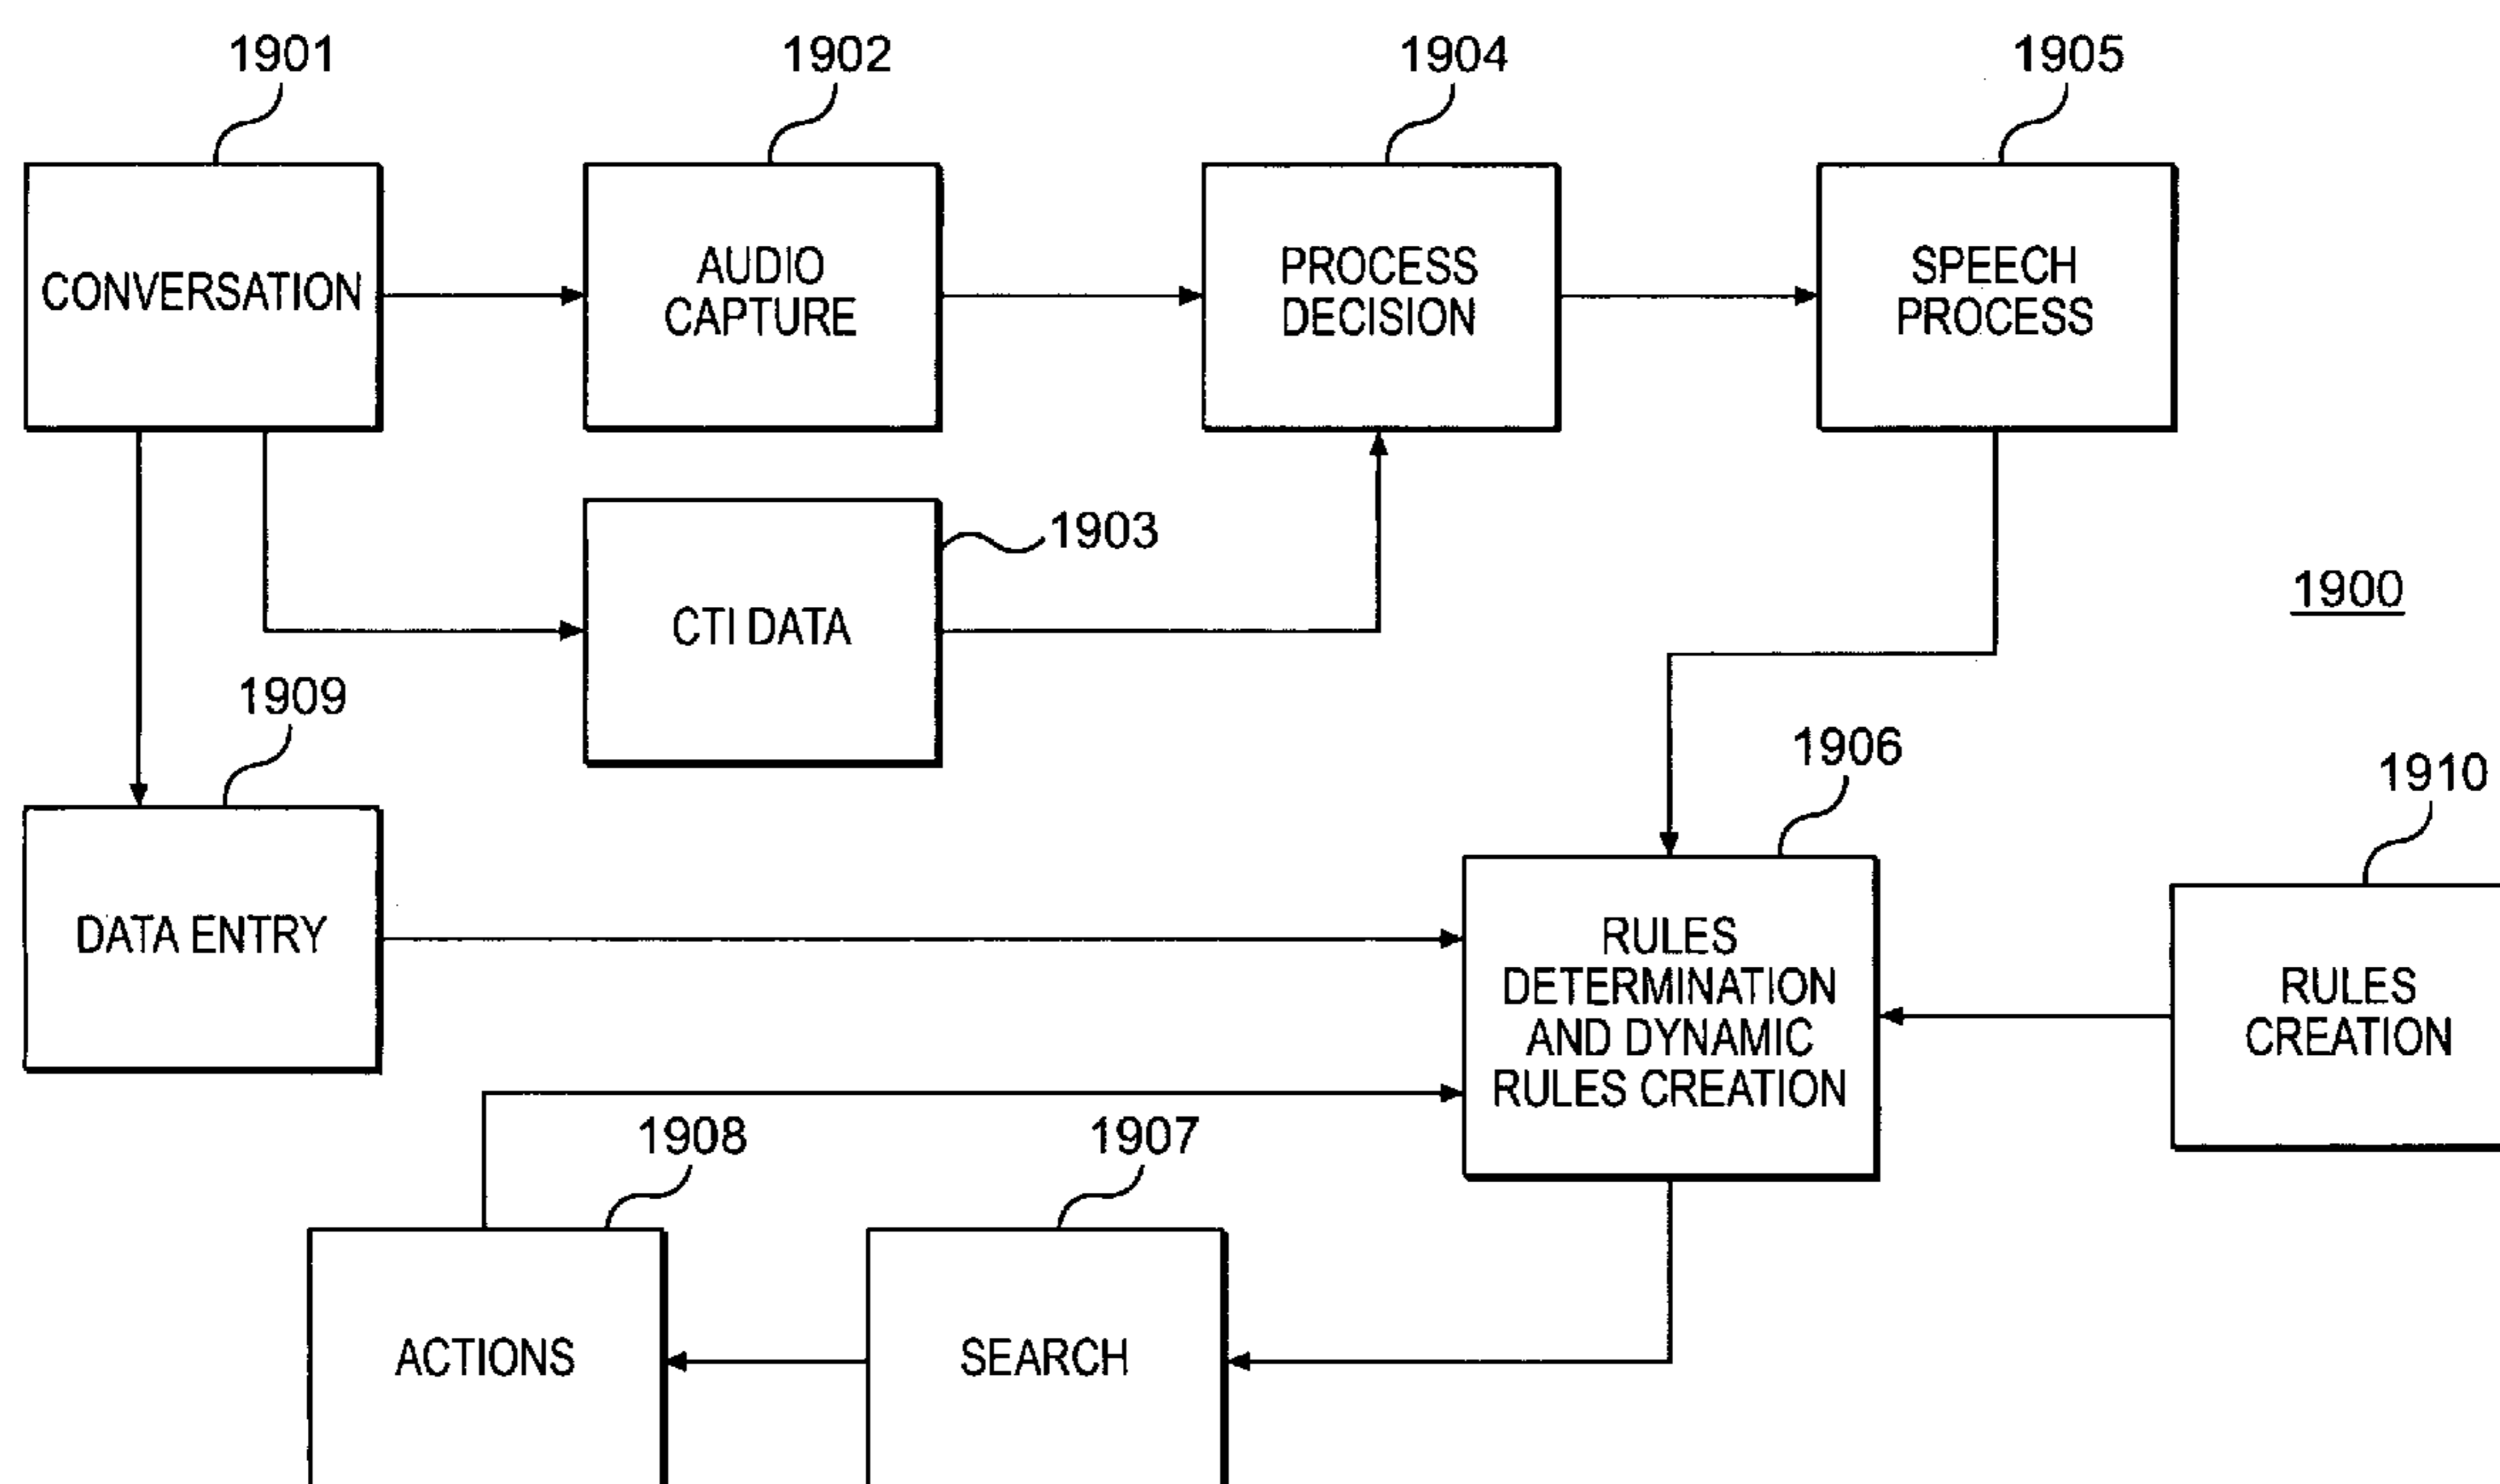 1901
1902
1904
1905
CONVERSATION
AUDIO
CAPTURE
PROCESS
DECISION
SPEECH
PROCESS
1903
CTI DATA
1900
1909
1906
1910
DATA ENTRY
RULES
DETERMINATION
AND DYNAMIC
RULES CREATION
RULES
CREATION
1908
1907
ACTIONS
SEARCH